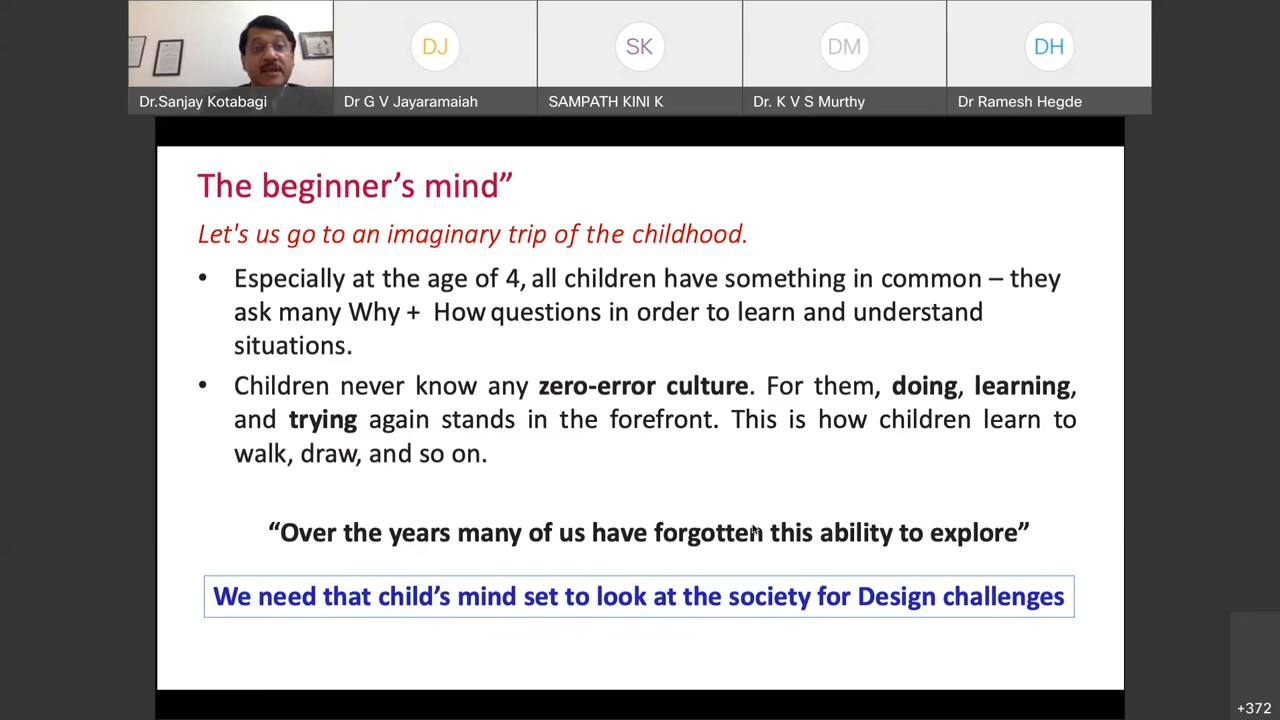 DJ
SK
DM
DH
Dr.Sanjay Kotabagi
Dr G V Jayaramaiah
SAMPATH KINI K
Dr. K V S Murthy
Dr Ramesh Hegde
The beginner’s mind”
Let's us go to an imaginary trip of the childhood.
• Especially at the age of 4, all children have something in common – they
ask many Why + How questions in order to learn and understand
situations.
• Children never know any zero-error culture. For them, doing, learning,
and trying again stands in the forefront. This is how children learn to
walk, draw, and so on.
“Over the years many of us have forgotten this ability to explore”
We need that child’s mind set to look at the society for Design challenges
+372